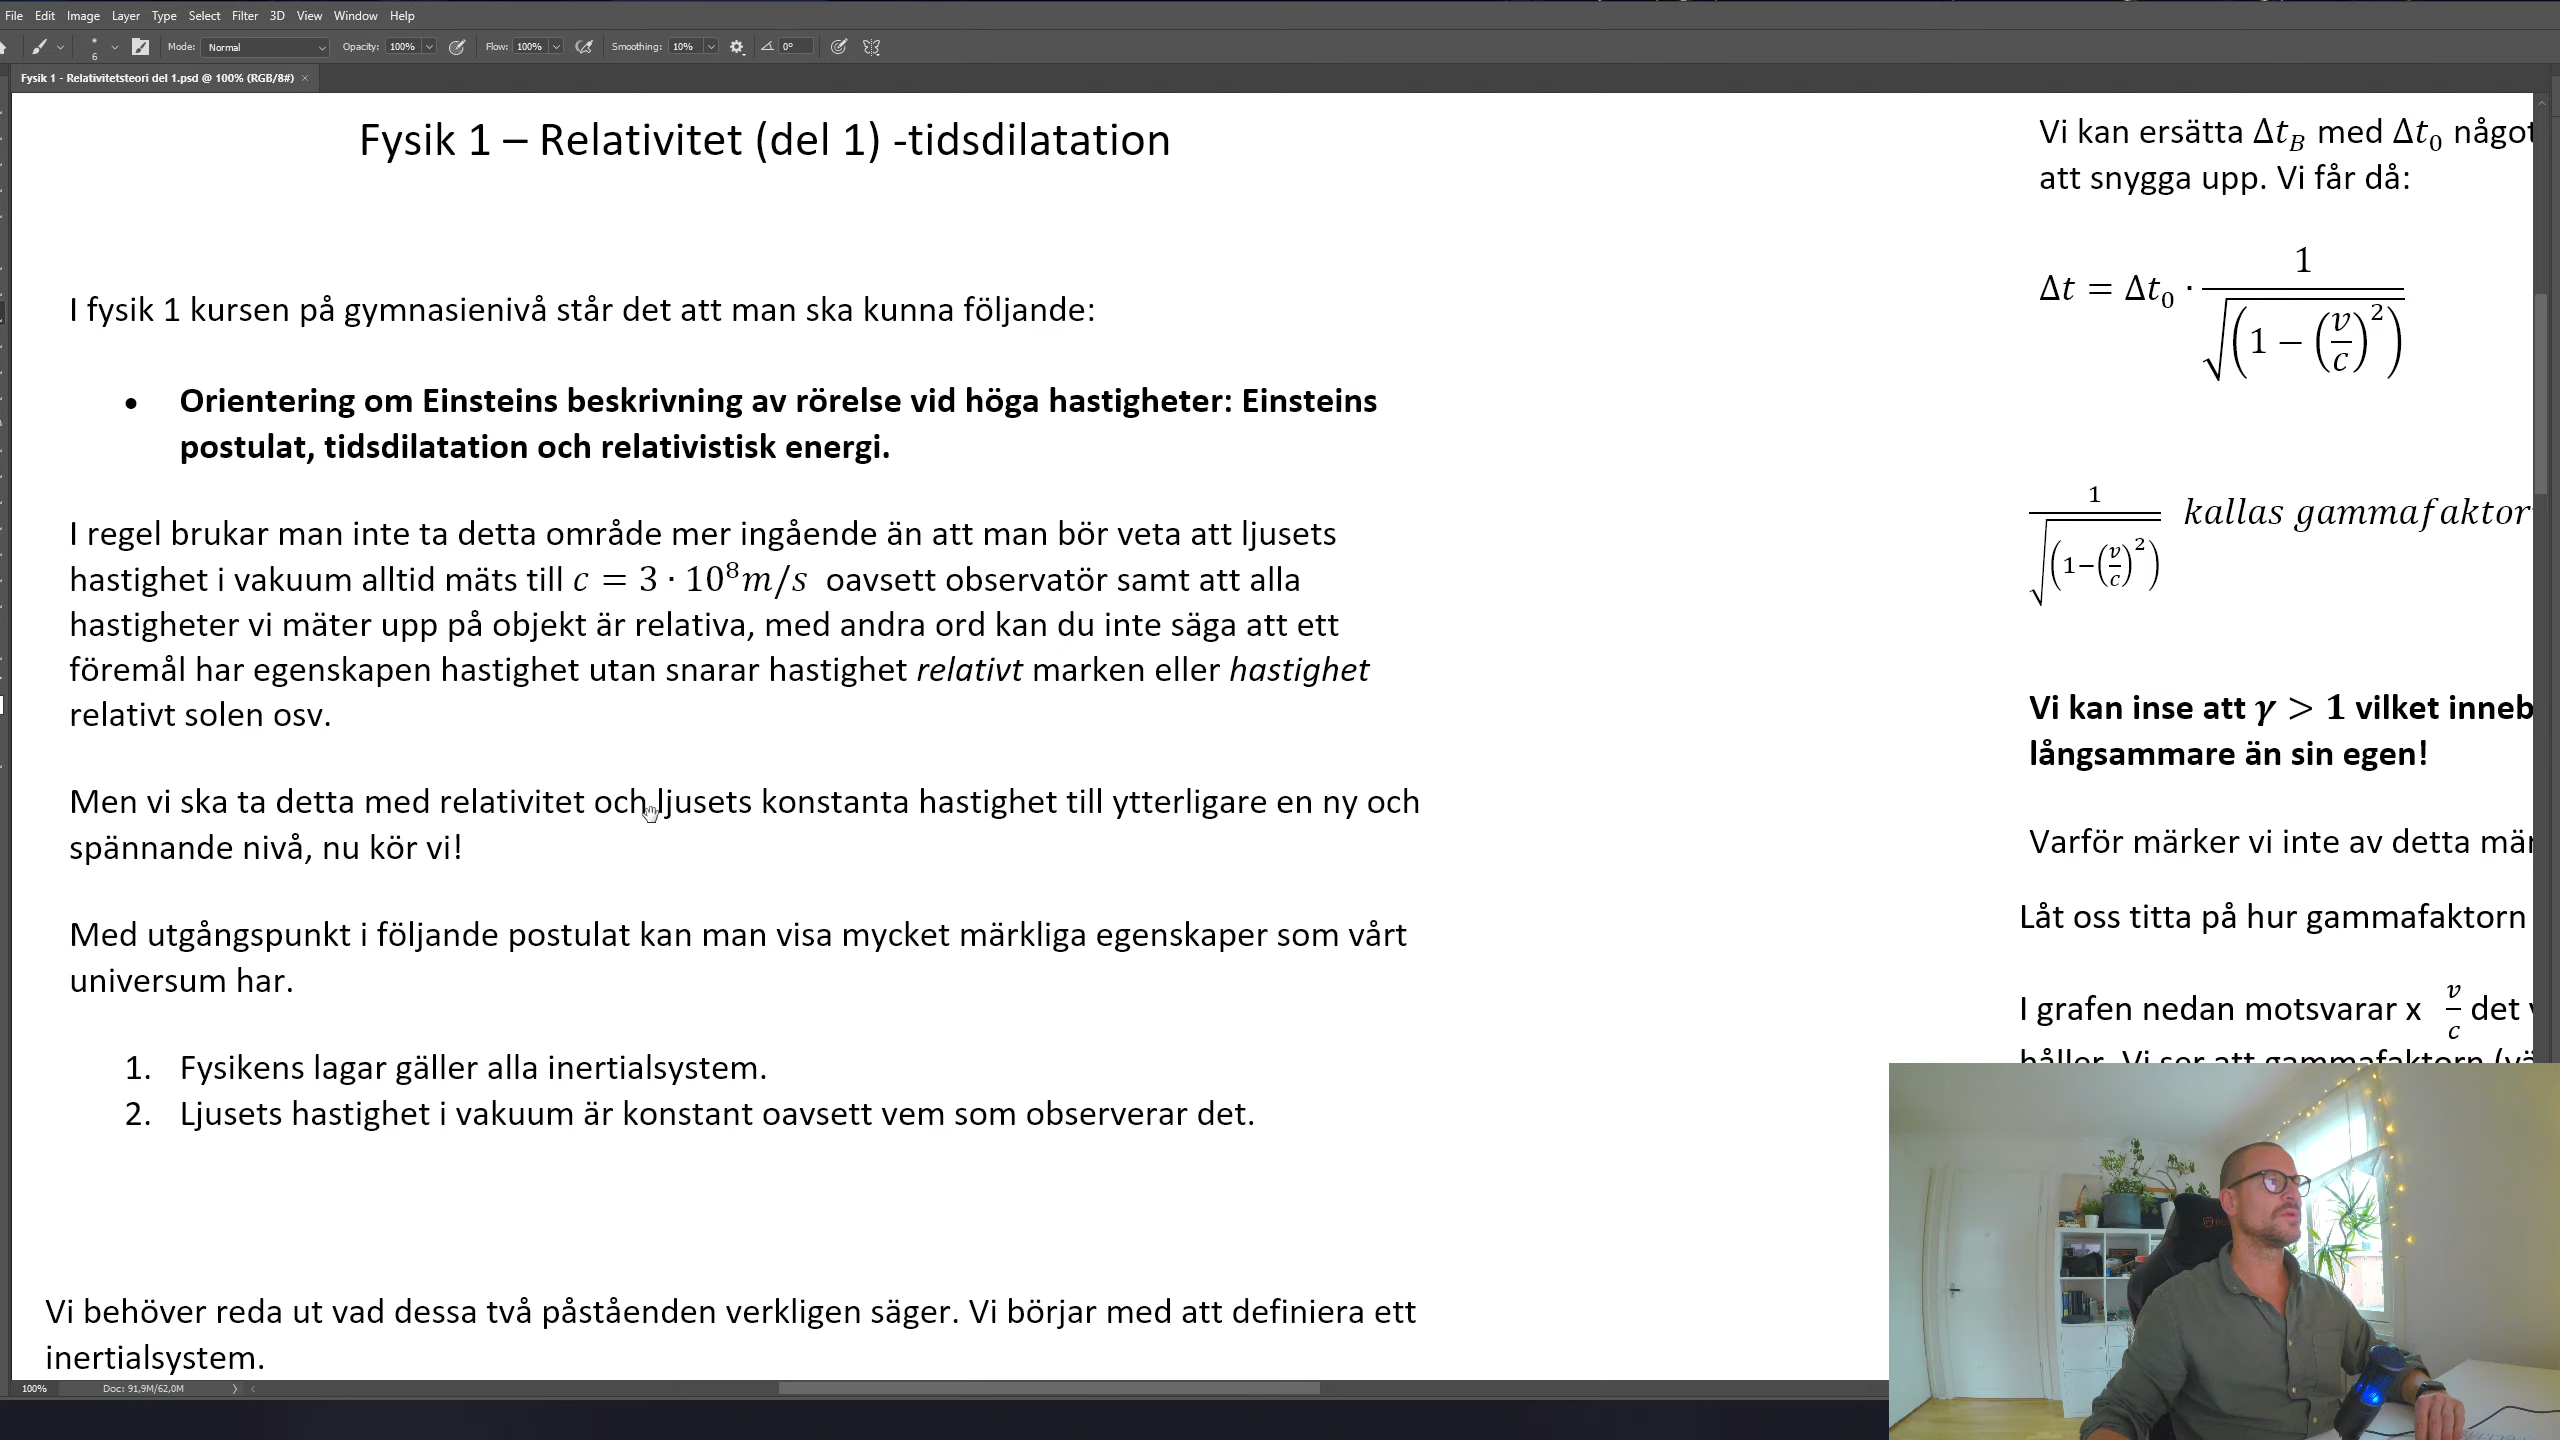 File Edit Image Layer Type Select Filter 3D View Window Help
6 Mode: Normal Opacity: 100% Flow: 100% Smoothing: 10% 0°
Fysik 1 - Relativitetsteori del 1.psd @ 100% (RGB/8#) ×
Fysik 1 – Relativitet (del 1) -tidsdilatation
I fysik 1 kursen på gymnasienivå står det att man ska kunna följande:
• Orientering om Einsteins beskrivning av rörelse vid höga hastigheter: Einsteins
postulat, tidsdilatation och relativistisk energi.
I regel brukar man inte ta detta område mer ingående än att man bör veta att ljusets
hastighet i vakuum alltid mäts till c = 3 · 10⁸m/s oavsett observatör samt att alla
hastigheter vi mäter upp på objekt är relativa, med andra ord kan du inte säga att ett
föremål har egenskapen hastighet utan snarar hastighet relativt marken eller hastighet
relativt solen osv.
Men vi ska ta detta med relativitet och ljusets konstanta hastighet till ytterligare en ny och
spännande nivå, nu kör vi!
Med utgångspunkt i följande postulat kan man visa mycket märkliga egenskaper som vårt
universum har.
1. Fysikens lagar gäller alla inertialsystem.
2. Ljusets hastighet i vakuum är konstant oavsett vem som observerar det.
Vi behöver reda ut vad dessa två påståenden verkligen säger. Vi börjar med att definiera ett
inertialsystem.
Vi kan ersätta Δt_B med Δt₀ något
att snygga upp. Vi får då:
Δt = Δt₀ · 1/√((1 − (v/c)²))
1/√((1−(v/c)²)) kallas gammafaktor
Vi kan inse att γ > 1 vilket inneb
långsammare än sin egen!
Varför märker vi inte av detta mär
Låt oss titta på hur gammafaktorn
I grafen nedan motsvarar x v/c det
100% Doc: 91,9M/62,0M